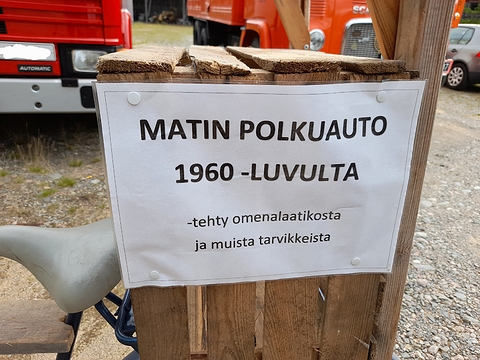 AUTOMATIC
MATIN POLKUAUTO
1960 -LUVULTA
-tehty omenalaatikosta
ja muista tarvikkeista